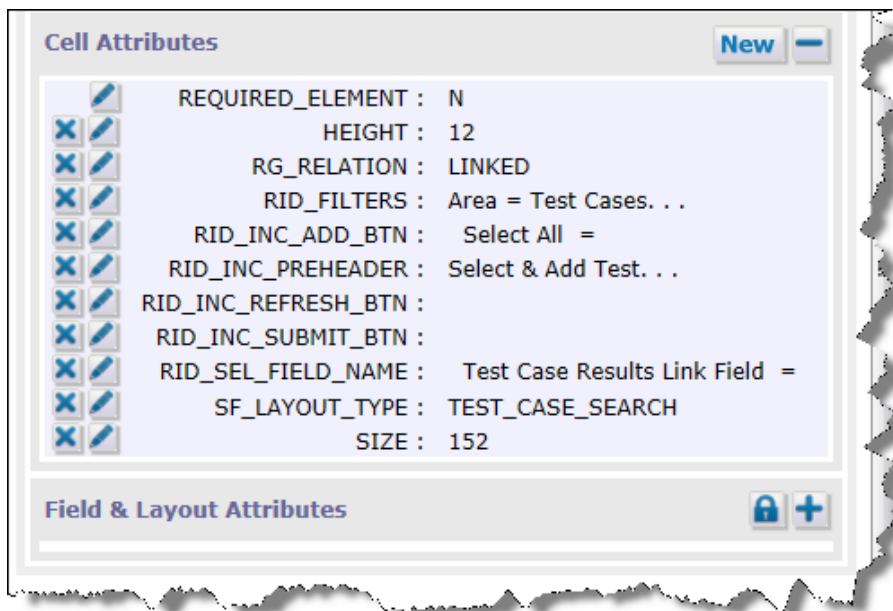 Cell Attributes New
REQUIRED_ELEMENT : N
HEIGHT : 12
RG_RELATION : LINKED
RID_FILTERS : Area = Test Cases. . .
RID_INC_ADD_BTN : Select All =
RID_INC_PREHEADER : Select & Add Test. . .
RID_INC_REFRESH_BTN :
RID_INC_SUBMIT_BTN :
RID_SEL_FIELD_NAME : Test Case Results Link Field =
SF_LAYOUT_TYPE : TEST_CASE_SEARCH
SIZE : 152
Field & Layout Attributes